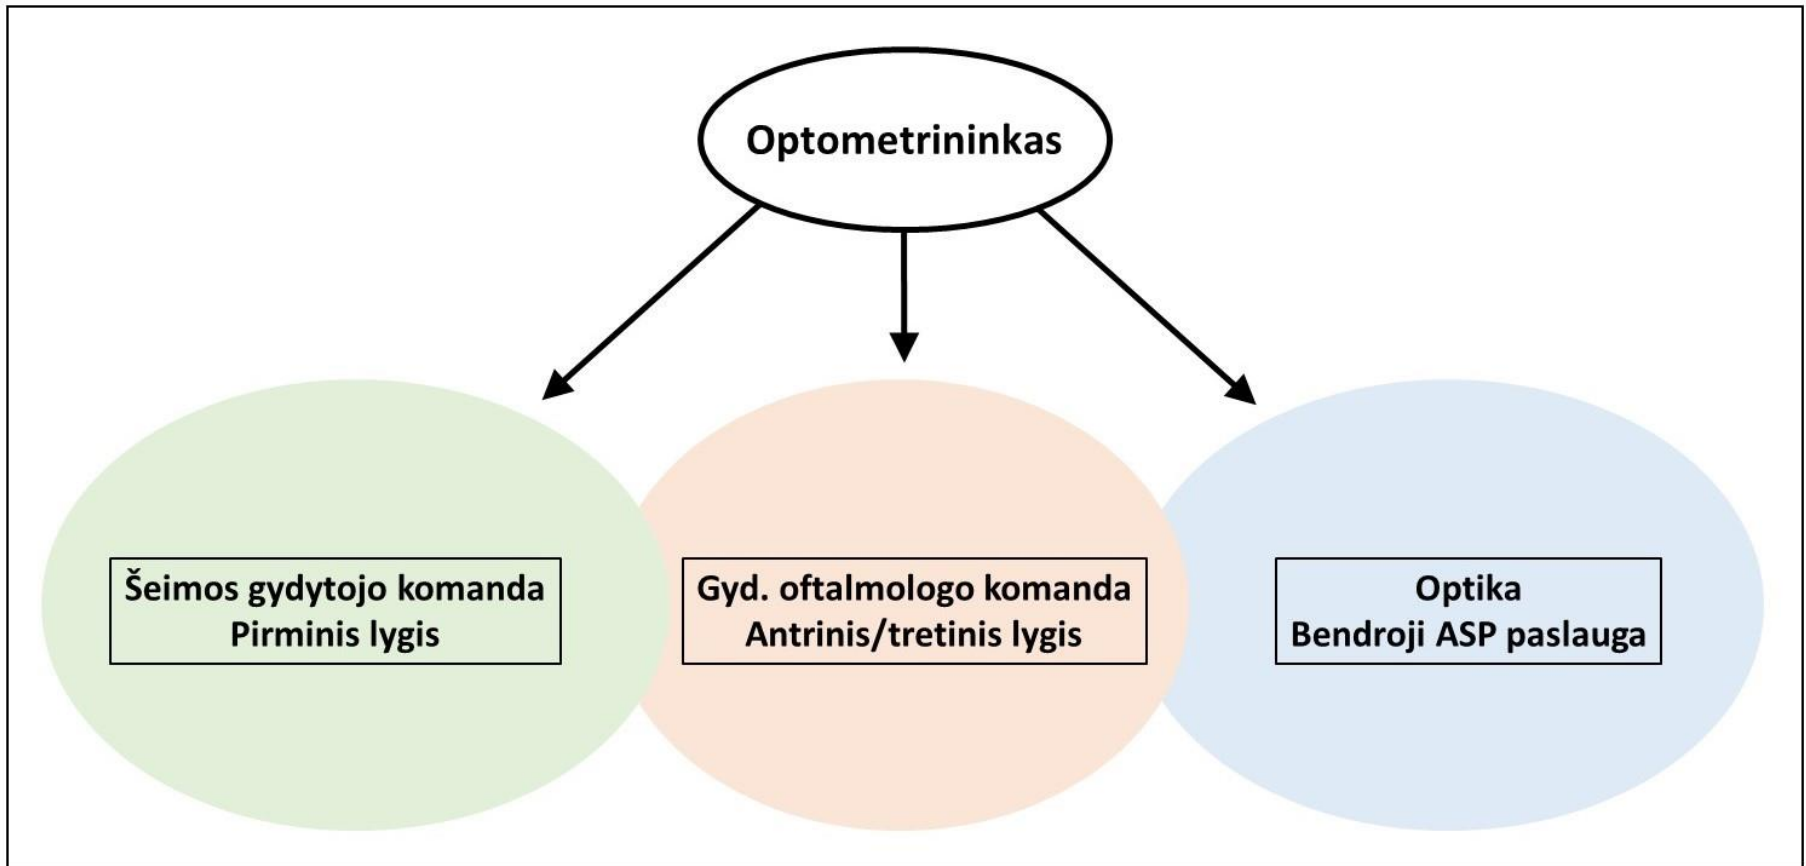 Optometrininkas
Šeimos gydytojo komanda
Pirminis lygis
Gyd. oftalmologo komanda
Antrinis/tretinis lygis
Optika
Bendroji ASP paslauga